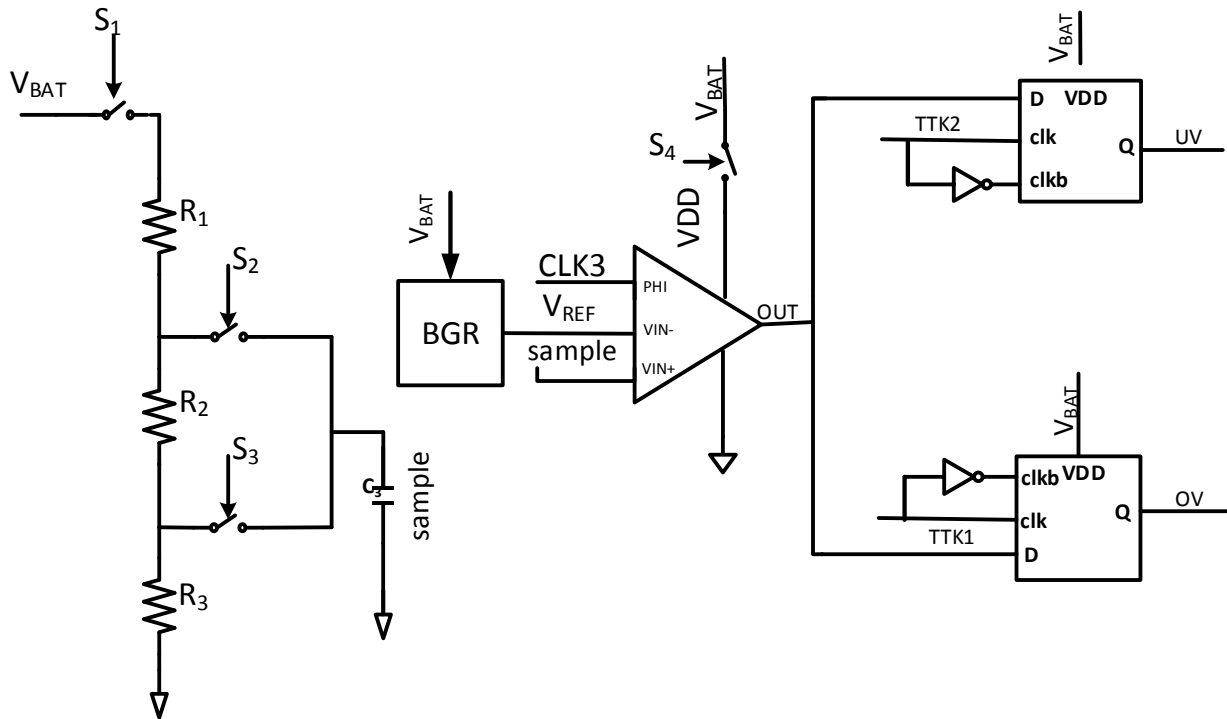 S1
VBAT
R1
S2
R2
S3
C3
sample
R3
VBAT
BGR
CLK3
VREF
sample
PHI
VIN-
VIN+
S4
VBAT
VDD
OUT
VBAT
D VDD
TTK2
clk
Q
UV
clkb
VBAT
clkb VDD
clk
Q
OV
TTK1
D